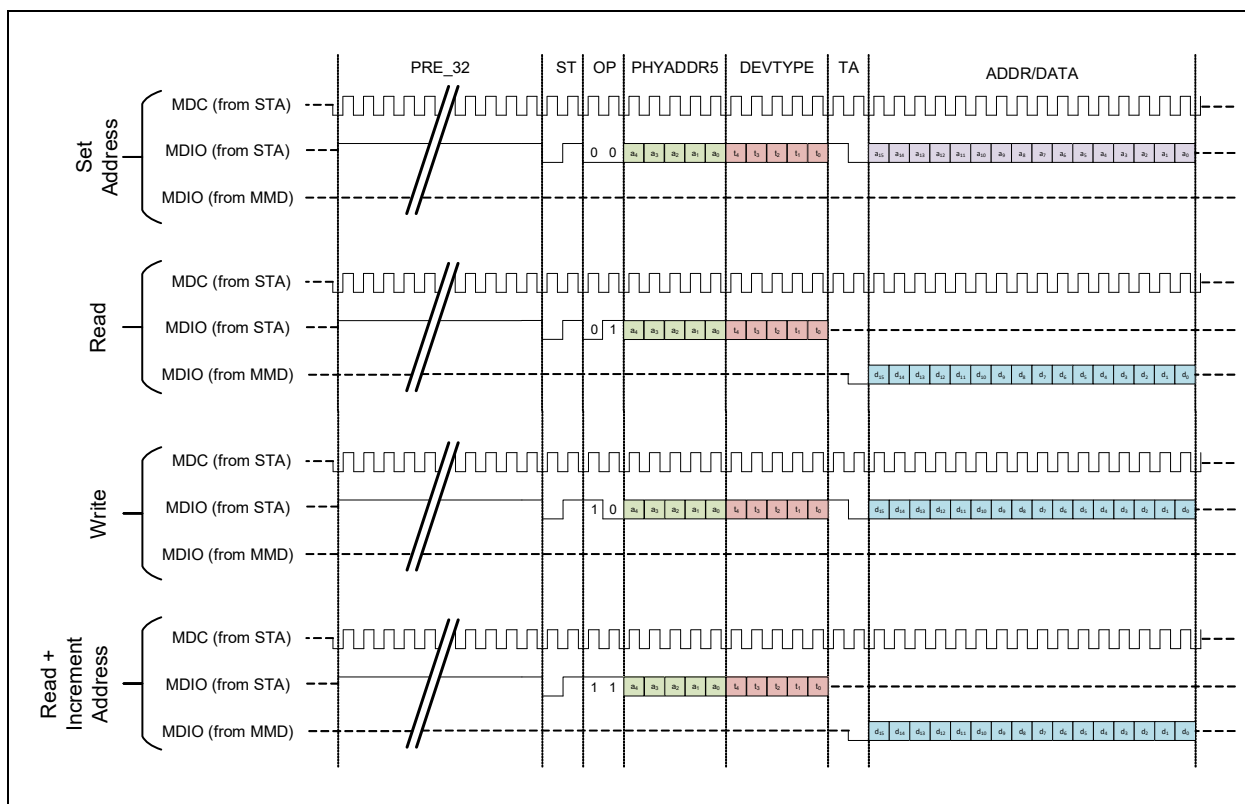 PRE_32 ST OP PHYADDR5 DEVTYPE TA ADDR/DATA
Set Address
MDC (from STA)
MDIO (from STA) 0 0 a4 a3 a2 a1 a0 t4 t3 t2 t1 t0 a15 a14 a13 a12 a11 a10 a9 a8 a7 a6 a5 a4 a3 a2 a1 a0
MDIO (from MMD)
Read
MDC (from STA)
MDIO (from STA) 0 1 a4 a3 a2 a1 a0 t4 t3 t2 t1 t0
MDIO (from MMD) d15 d14 d13 d12 d11 d10 d9 d8 d7 d6 d5 d4 d3 d2 d1 d0
Write
MDC (from STA)
MDIO (from STA) 1 0 a4 a3 a2 a1 a0 t4 t3 t2 t1 t0 d15 d14 d13 d12 d11 d10 d9 d8 d7 d6 d5 d4 d3 d2 d1 d0
MDIO (from MMD)
Read + Increment Address
MDC (from STA)
MDIO (from STA) 1 1 a4 a3 a2 a1 a0 t4 t3 t2 t1 t0
MDIO (from MMD) d15 d14 d13 d12 d11 d10 d9 d8 d7 d6 d5 d4 d3 d2 d1 d0